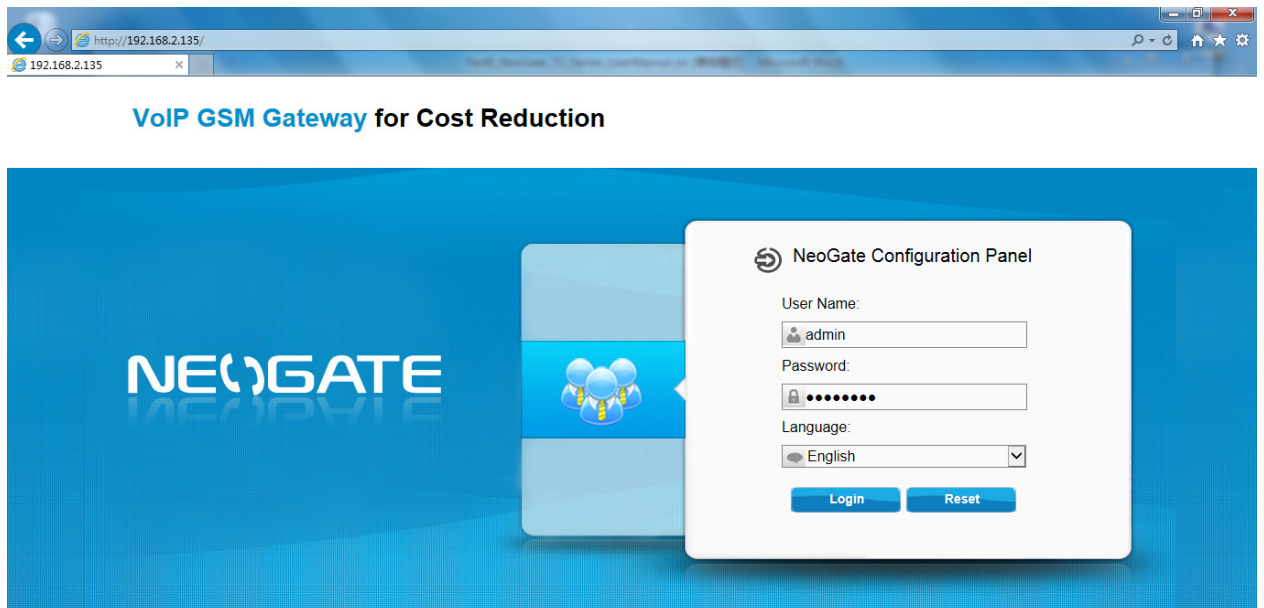 http://192.168.2.135/
192.168.2.135
VoIP GSM Gateway for Cost Reduction
NEOGATE
NeoGate Configuration Panel
User Name:
admin
Password:
••••••••
Language:
English
Login Reset